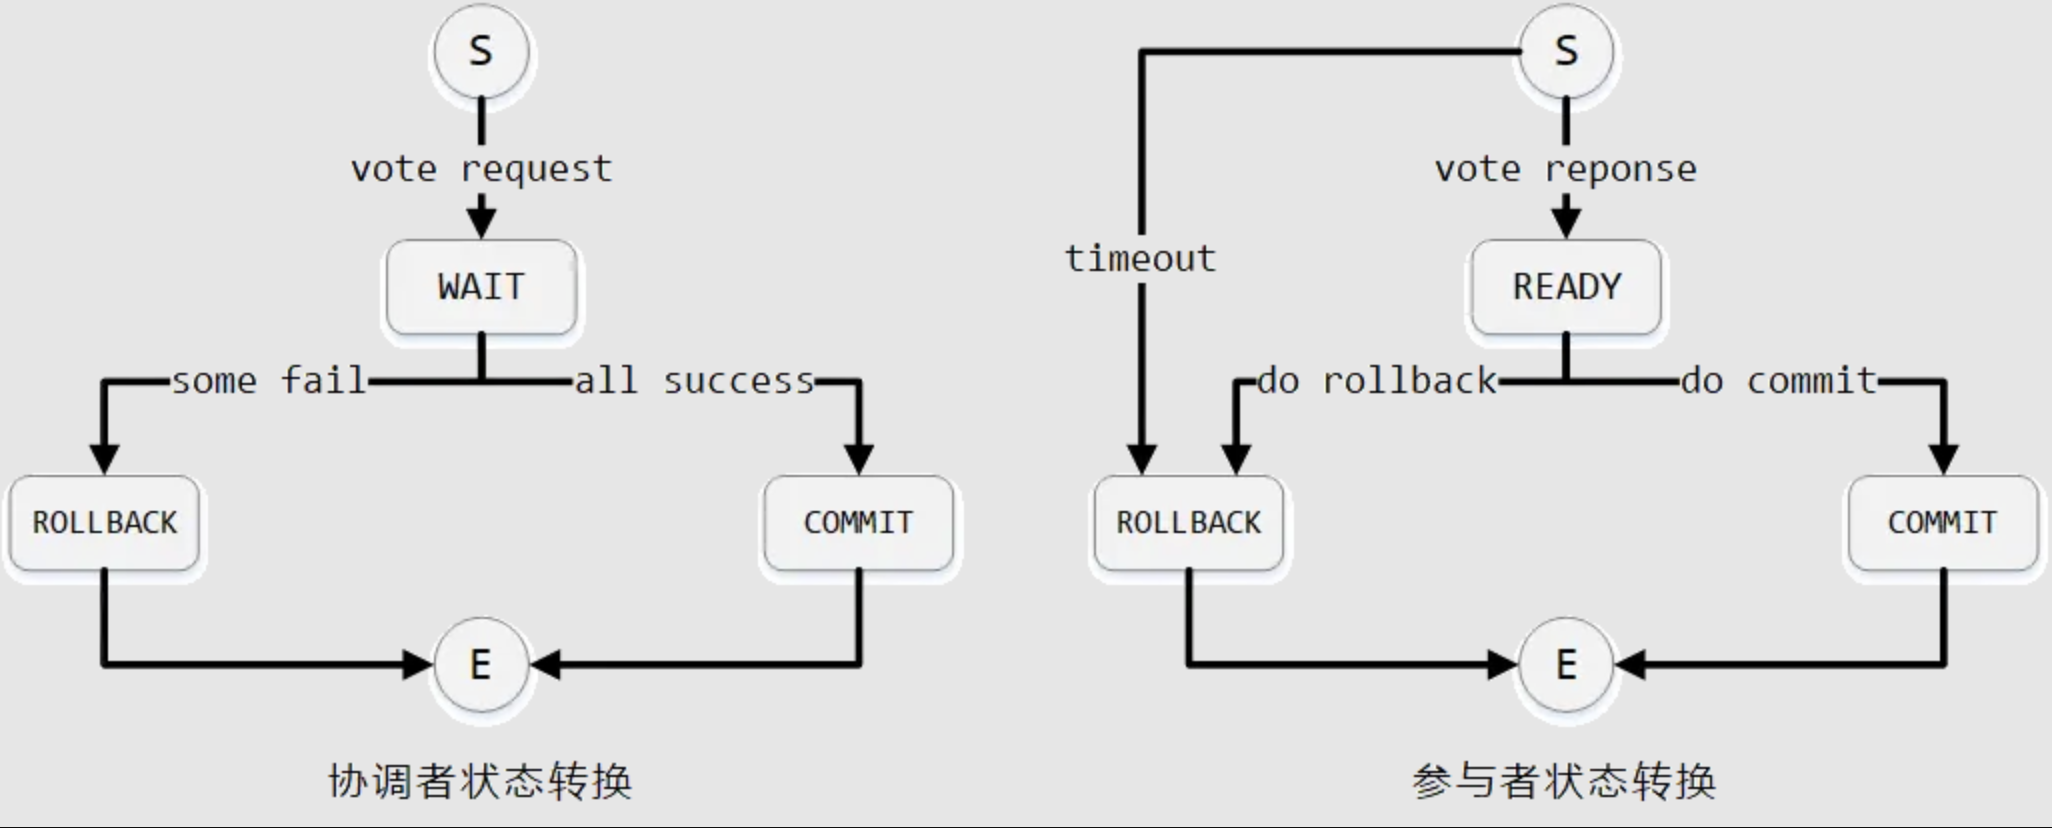 S
vote request
WAIT
some fail
all success
ROLLBACK
COMMIT
E
协调者状态转换
S
vote reponse
timeout
READY
do rollback
do commit
ROLLBACK
COMMIT
E
参与者状态转换